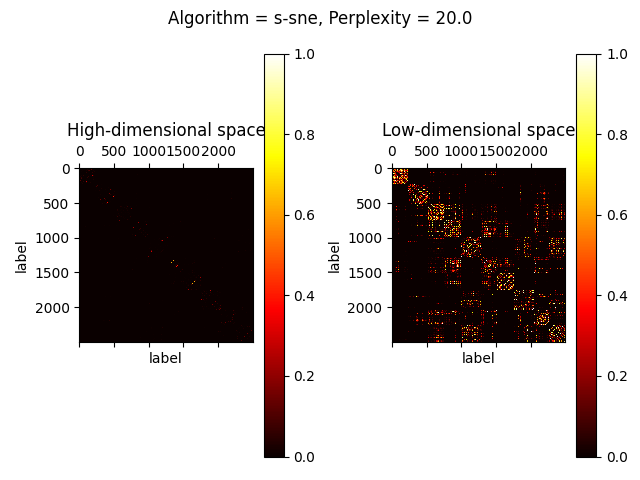 Algorithm = s-sne, Perplexity = 20.0
High-dimensional space
0 500 1000 1500 2000
label
0
500
1000
1500
2000
label
1.0
0.8
0.6
0.4
0.2
0.0
Low-dimensional space
0 500 1000 1500 2000
label
0
500
1000
1500
2000
label
1.0
0.8
0.6
0.4
0.2
0.0